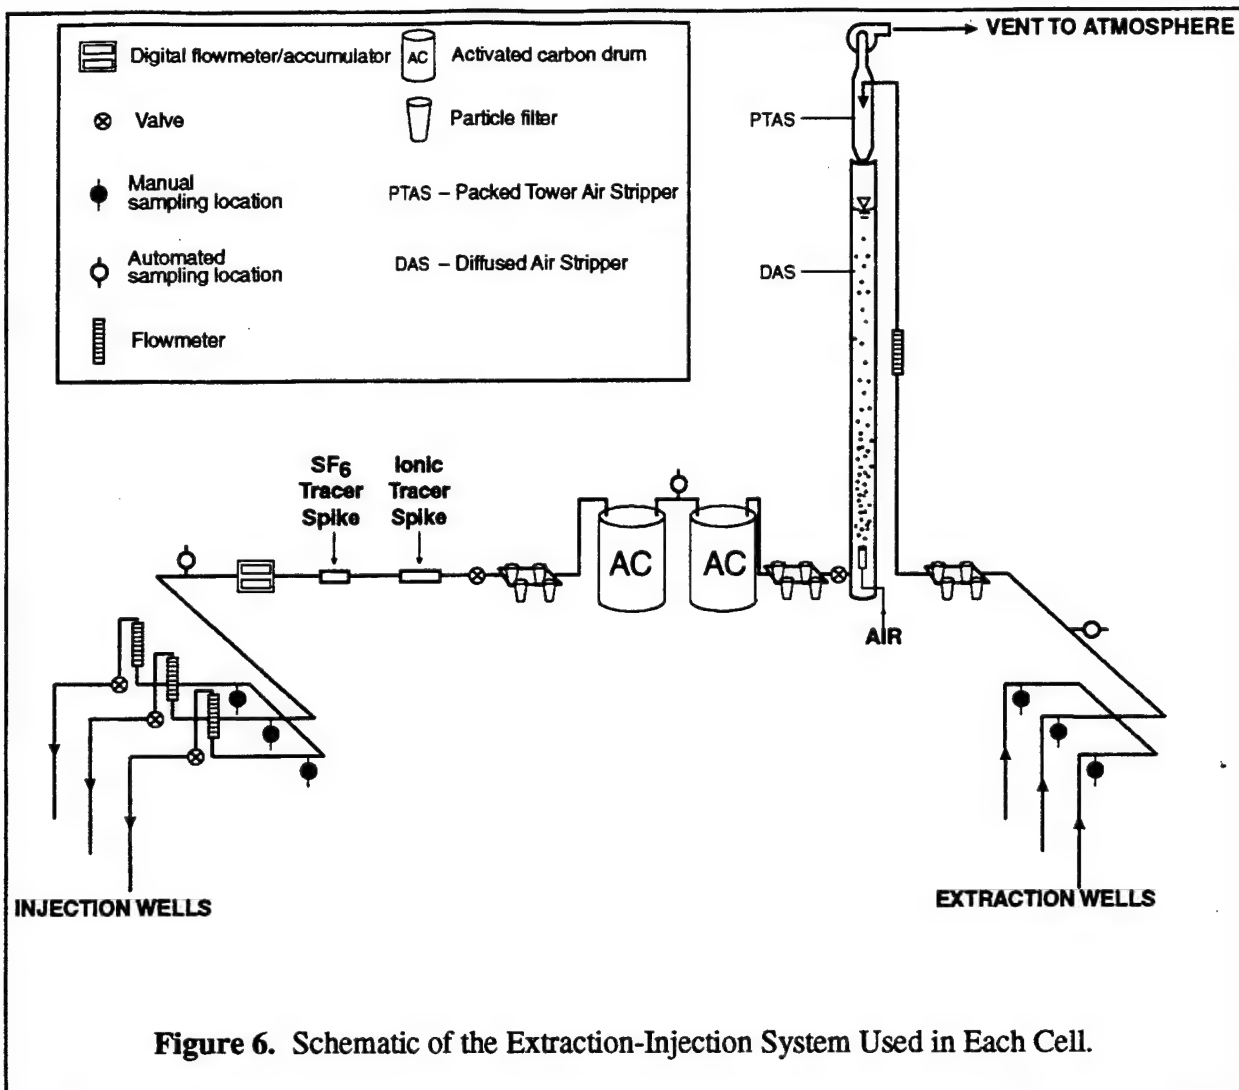 VENT TO ATMOSPHERE
Digital flowmeter/accumulator
AC
Activated carbon drum
Valve
Particle filter
Manual
sampling location
PTAS – Packed Tower Air Stripper
Automated
sampling location
DAS – Diffused Air Stripper
Flowmeter
PTAS
DAS
SF6
Tracer
Spike
Ionic
Tracer
Spike
AC
AC
AIR
INJECTION WELLS
EXTRACTION WELLS
Figure 6. Schematic of the Extraction-Injection System Used in Each Cell.